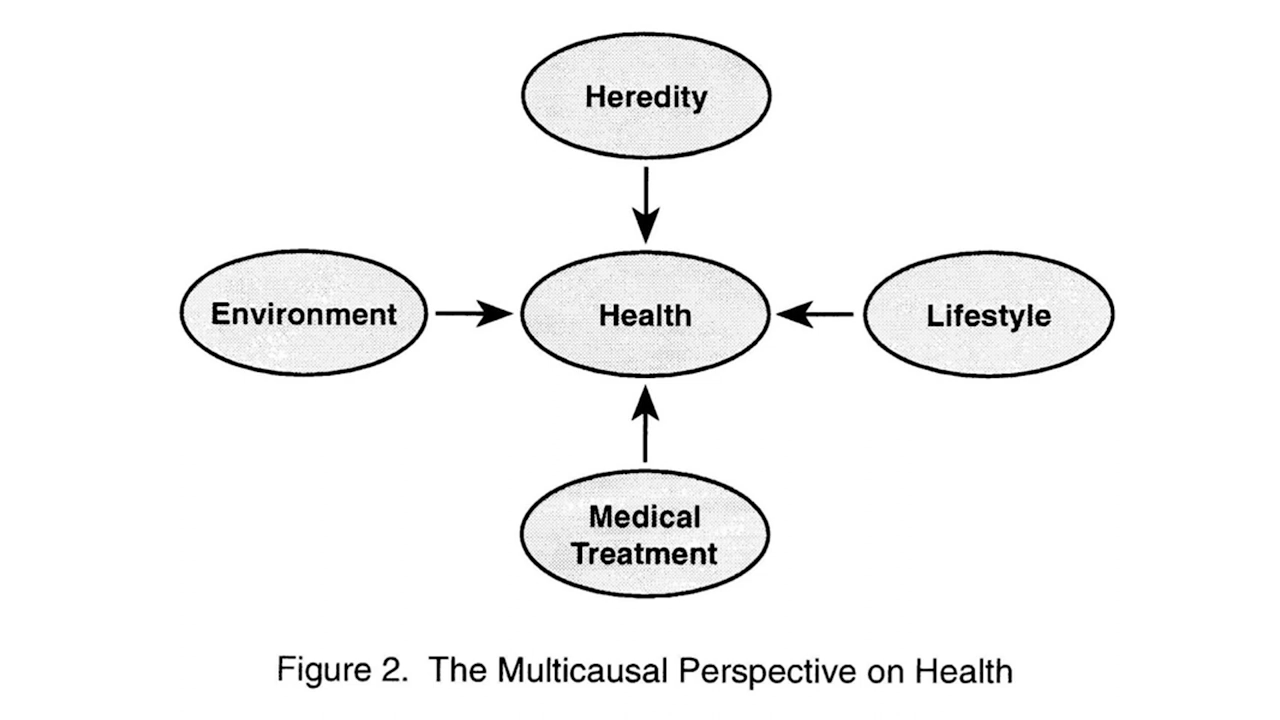 Heredity
Environment
Health
Lifestyle
Medical
Treatment
Figure 2. The Multicausal Perspective on Health